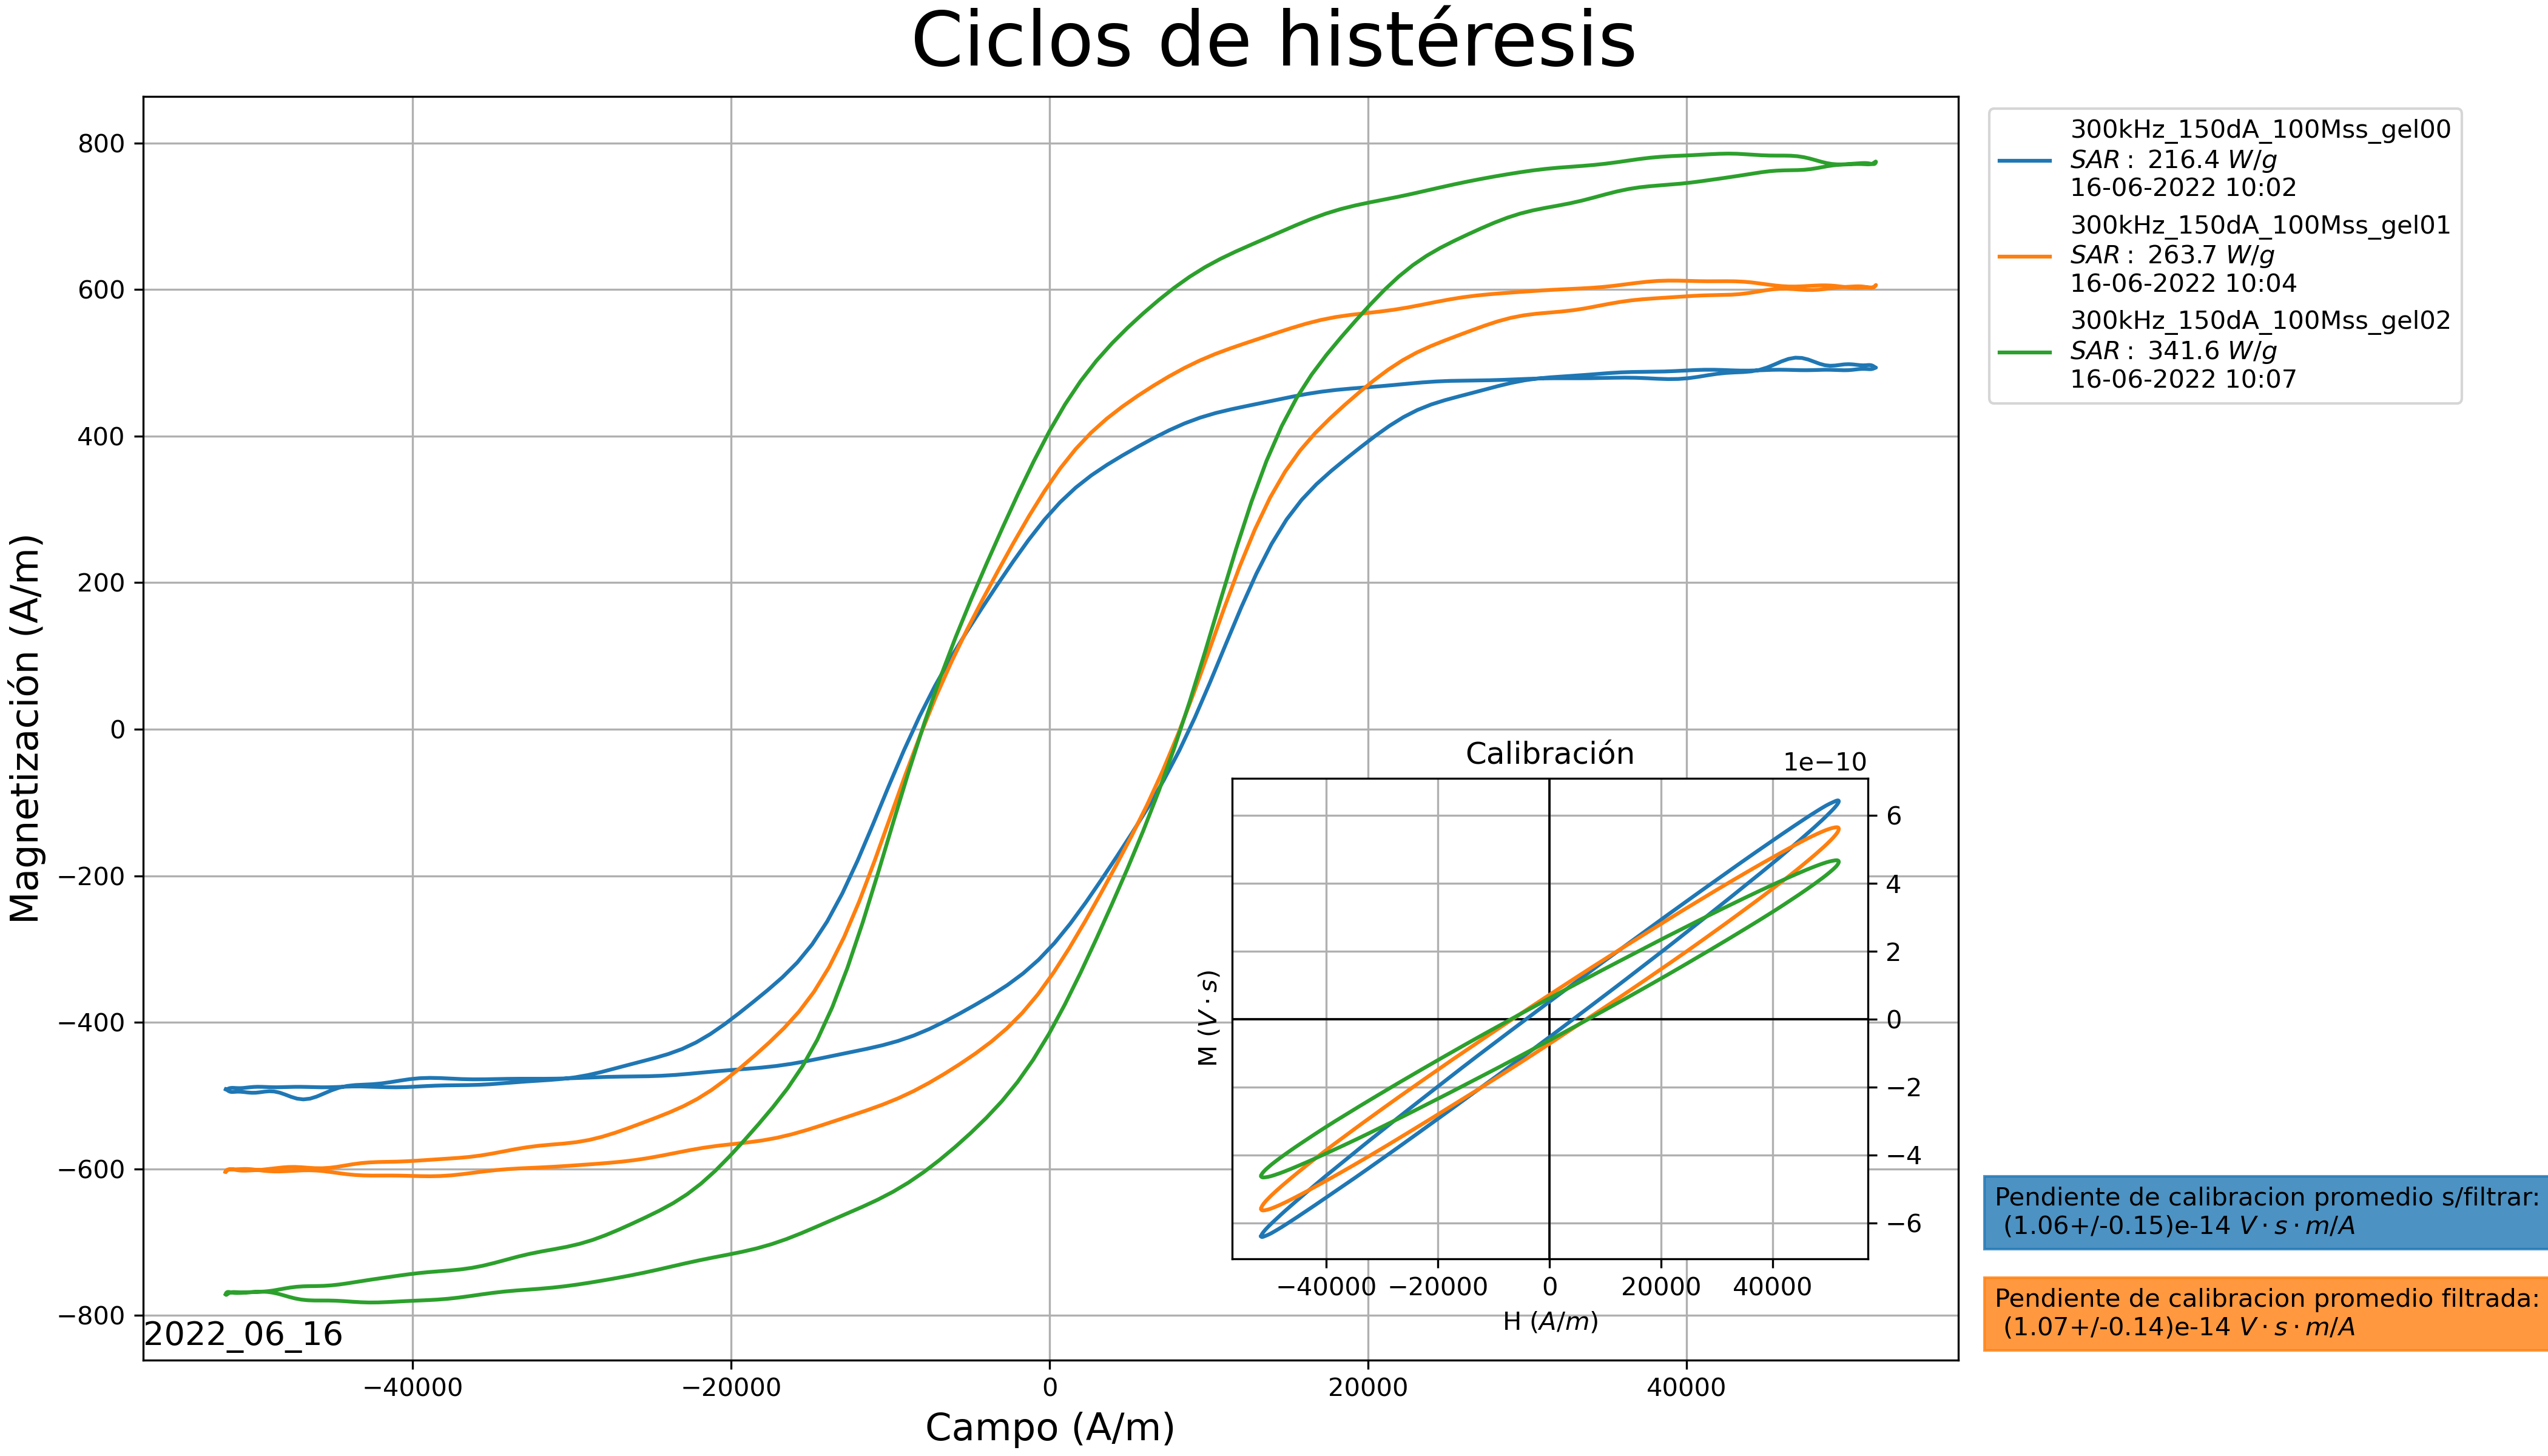 Ciclos de histéresis
Magnetización (A/m)
800
600
400
200
0
−200
−400
−600
−800
−40000
−20000
0
20000
40000
Campo (A/m)
2022_06_16
300kHz_150dA_100Mss_gel00
SAR : 216.4 W/g
16-06-2022 10:02
300kHz_150dA_100Mss_gel01
SAR : 263.7 W/g
16-06-2022 10:04
300kHz_150dA_100Mss_gel02
SAR : 341.6 W/g
16-06-2022 10:07
Calibración
1e−10
M (V · s)
6
4
2
0
−2
−4
−6
−40000
−20000
0
20000
40000
H (A/m)
Pendiente de calibracion promedio s/filtrar:
(1.06+/-0.15)e-14 V · s · m/A
Pendiente de calibracion promedio filtrada:
(1.07+/-0.14)e-14 V · s · m/A